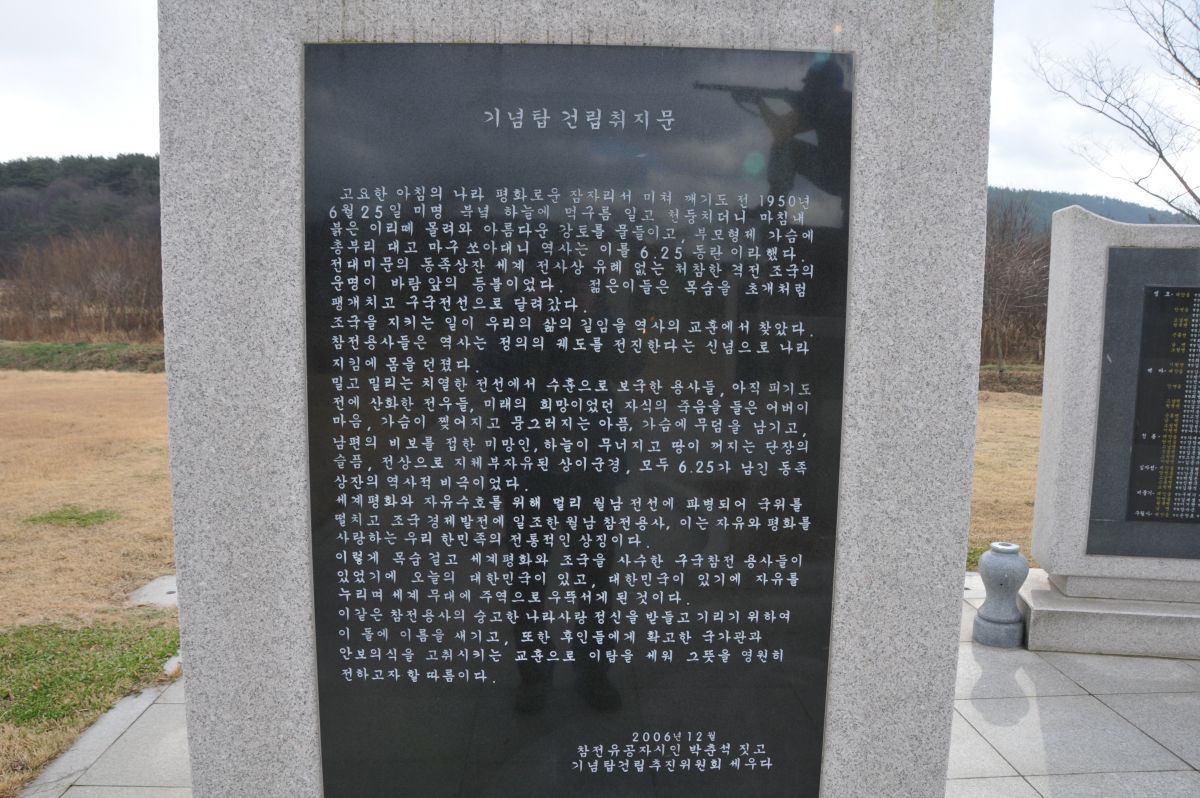 기념탑 건립취지문
고요한 아침의 나라 평화로운 잠자리서 미쳐 깨기도 전 1950년
6월25일 미명 북녘 하늘에 먹구름 일고 천둥치더니 마침내
붉은 이리떼 몰려와 아름다운 강토를 물들이고, 부모형제 가슴에
총부리 대고 마구 쏘아대니 역사는 이를 6.25 동란 이라했다.
전대미문의 동족상잔 세계 전사상 유례 없는 처참한 격전 조국의
운명이 바람 앞의 등불이었다. 젊은이들은 목숨을 초개처럼
팽개치고 구국전선으로 달려갔다.
조국을 지키는 일이 우리의 삶의 길임을 역사의 교훈에서 찾았다.
참전용사들은 역사는 정의의 궤도를 전진한다는 신념으로 나라
지킴에 몸을 던졌다.
밀고 밀리는 치열한 전선에서 수훈으로 보국한 용사들, 아직 피기도
전에 산화한 전우들, 미래의 희망이었던 자식의 죽음을 들은 어버이
마음, 가슴이 찢어지고 뭉그러지는 아픔, 가슴에 무덤을 남기고,
남편의 비보를 접한 미망인, 하늘이 무너지고 땅이 꺼지는 단장의
슬픔, 전상으로 지체부자유된 상이군경, 모두 6.25가 남긴 동족
상잔의 역사적 비극이었다.
세계평화와 자유수호를 위해 멀리 월남 전선에 파병되어 국위를
떨치고 조국 경제발전에 일조한 월남 참전용사, 이는 자유와 평화를
사랑하는 우리 한민족의 전통적인 상징이다.
이렇게 목숨 걸고 세계평화와 조국을 사수한 구국참전 용사들이
있었기에 오늘의 대한민국이 있고, 대한민국이 있기에 자유를
누리며 세계 무대에 주역으로 우뚝서게 된 것이다.
이같은 참전용사의 숭고한 나라사랑 정신을 받들고 기리기 위하여
이 돌에 이름을 새기고, 또한 후인들에게 확고한 국가관과
안보의식을 고취시키는 교훈으로 이탑을 세워 그뜻을 영원히
전하고자 할 따름이다.
2006년 12월
참전유공자시인 박춘석 짓고
기념탑건립추진위원회 세우다